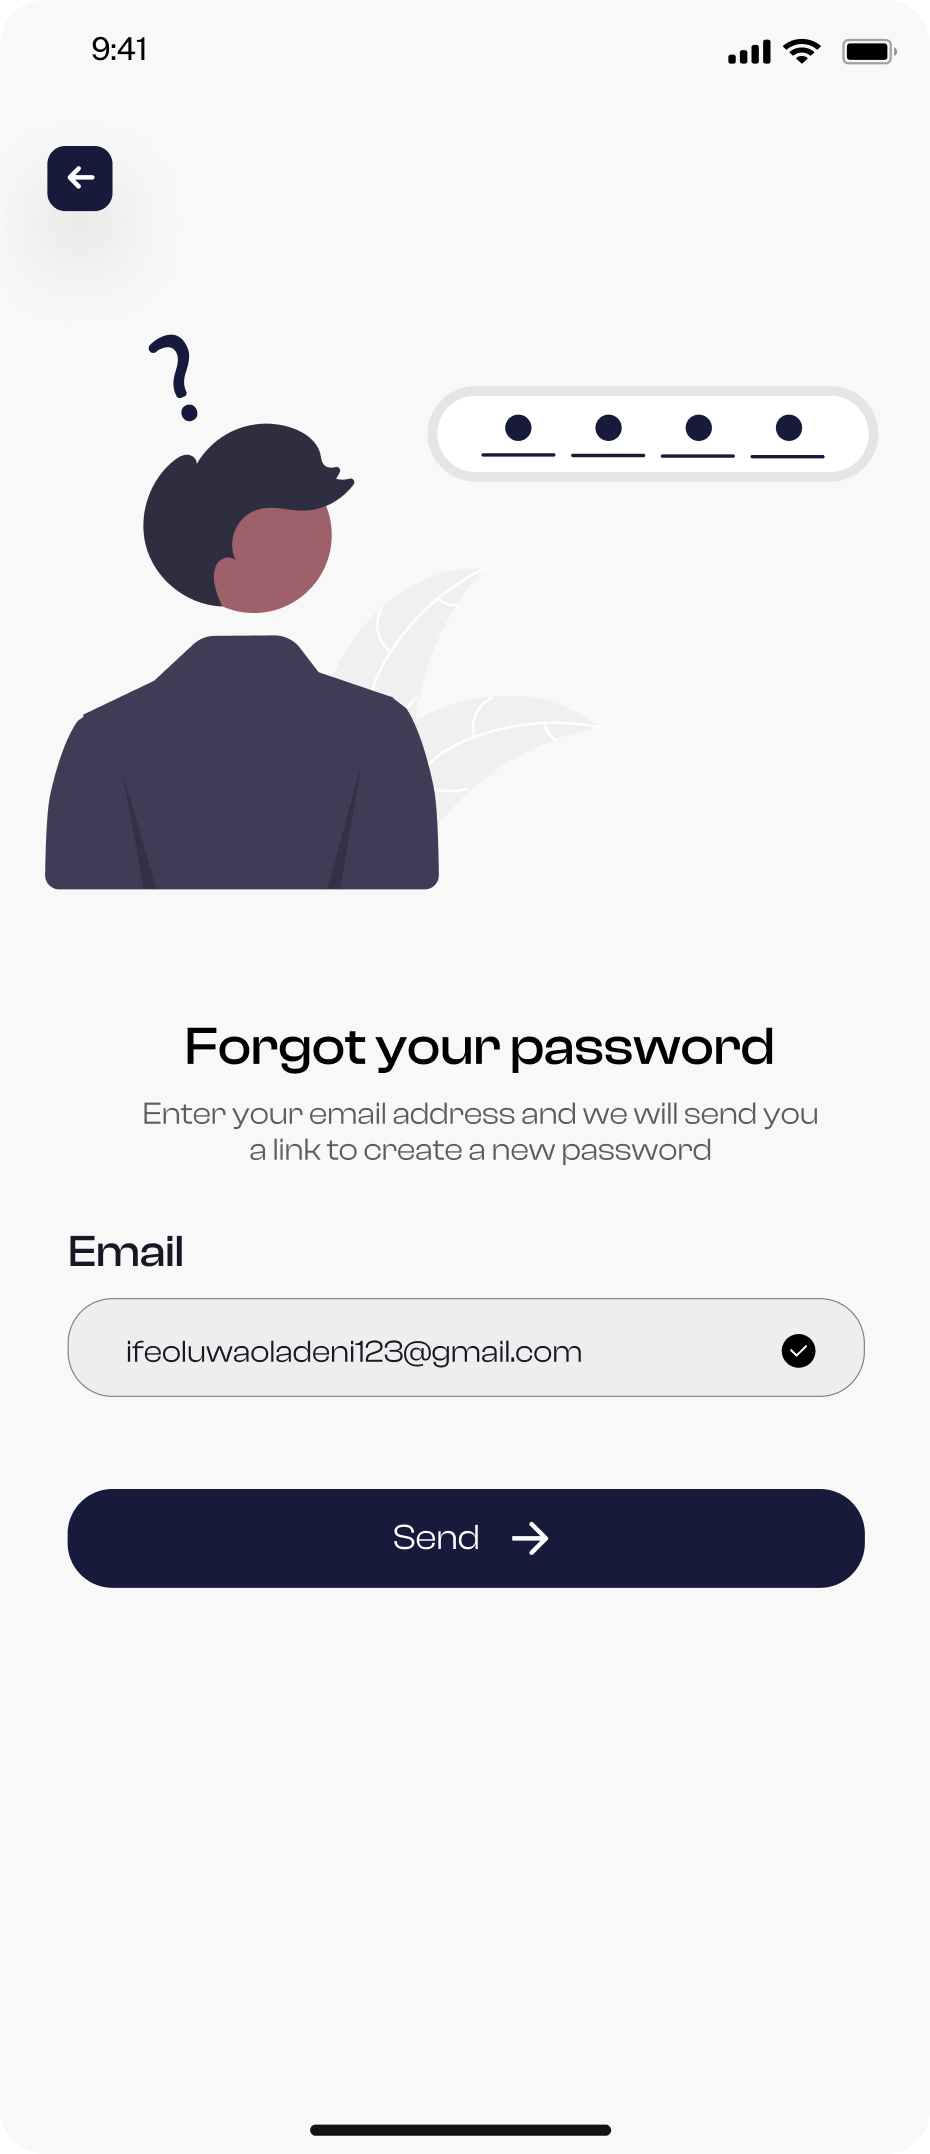 9:41
?
Forgot your password
Enter your email address and we will send you
a link to create a new password
Email
ifeoluwaoladeni123@gmail.com
Send